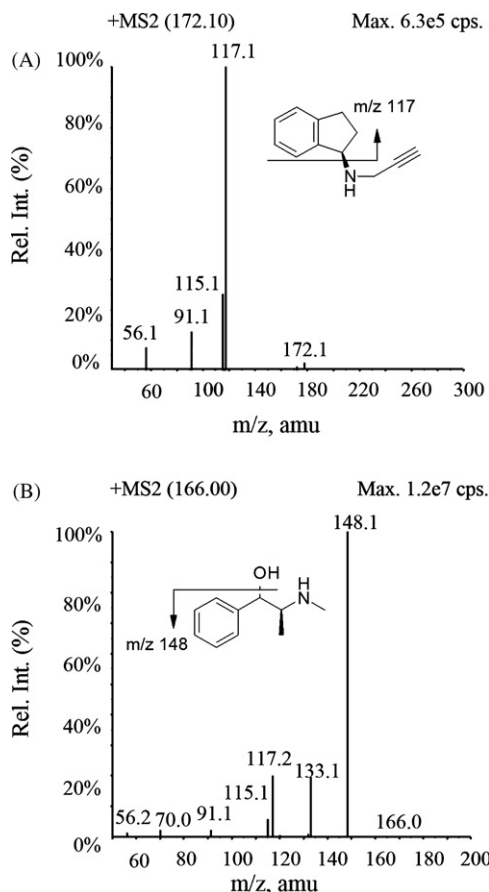 +MS2 (172.10) Max. 6.3e5 cps.
(A)
117.1
100%
80%
60%
40%
20%
0%
Rel. Int. (%)
m/z 117
H
N
115.1
91.1
56.1
172.1
60 100 140 180 220 260 300
m/z, amu
(B)
+MS2 (166.00) Max. 1.2e7 cps.
148.1
100%
80%
60%
40%
20%
0%
Rel. Int. (%)
OH
H
N
m/z 148
117.2
133.1
115.1
91.1
56.2
70.0
166.0
60 80 100 120 140 160 180 200
m/z, amu